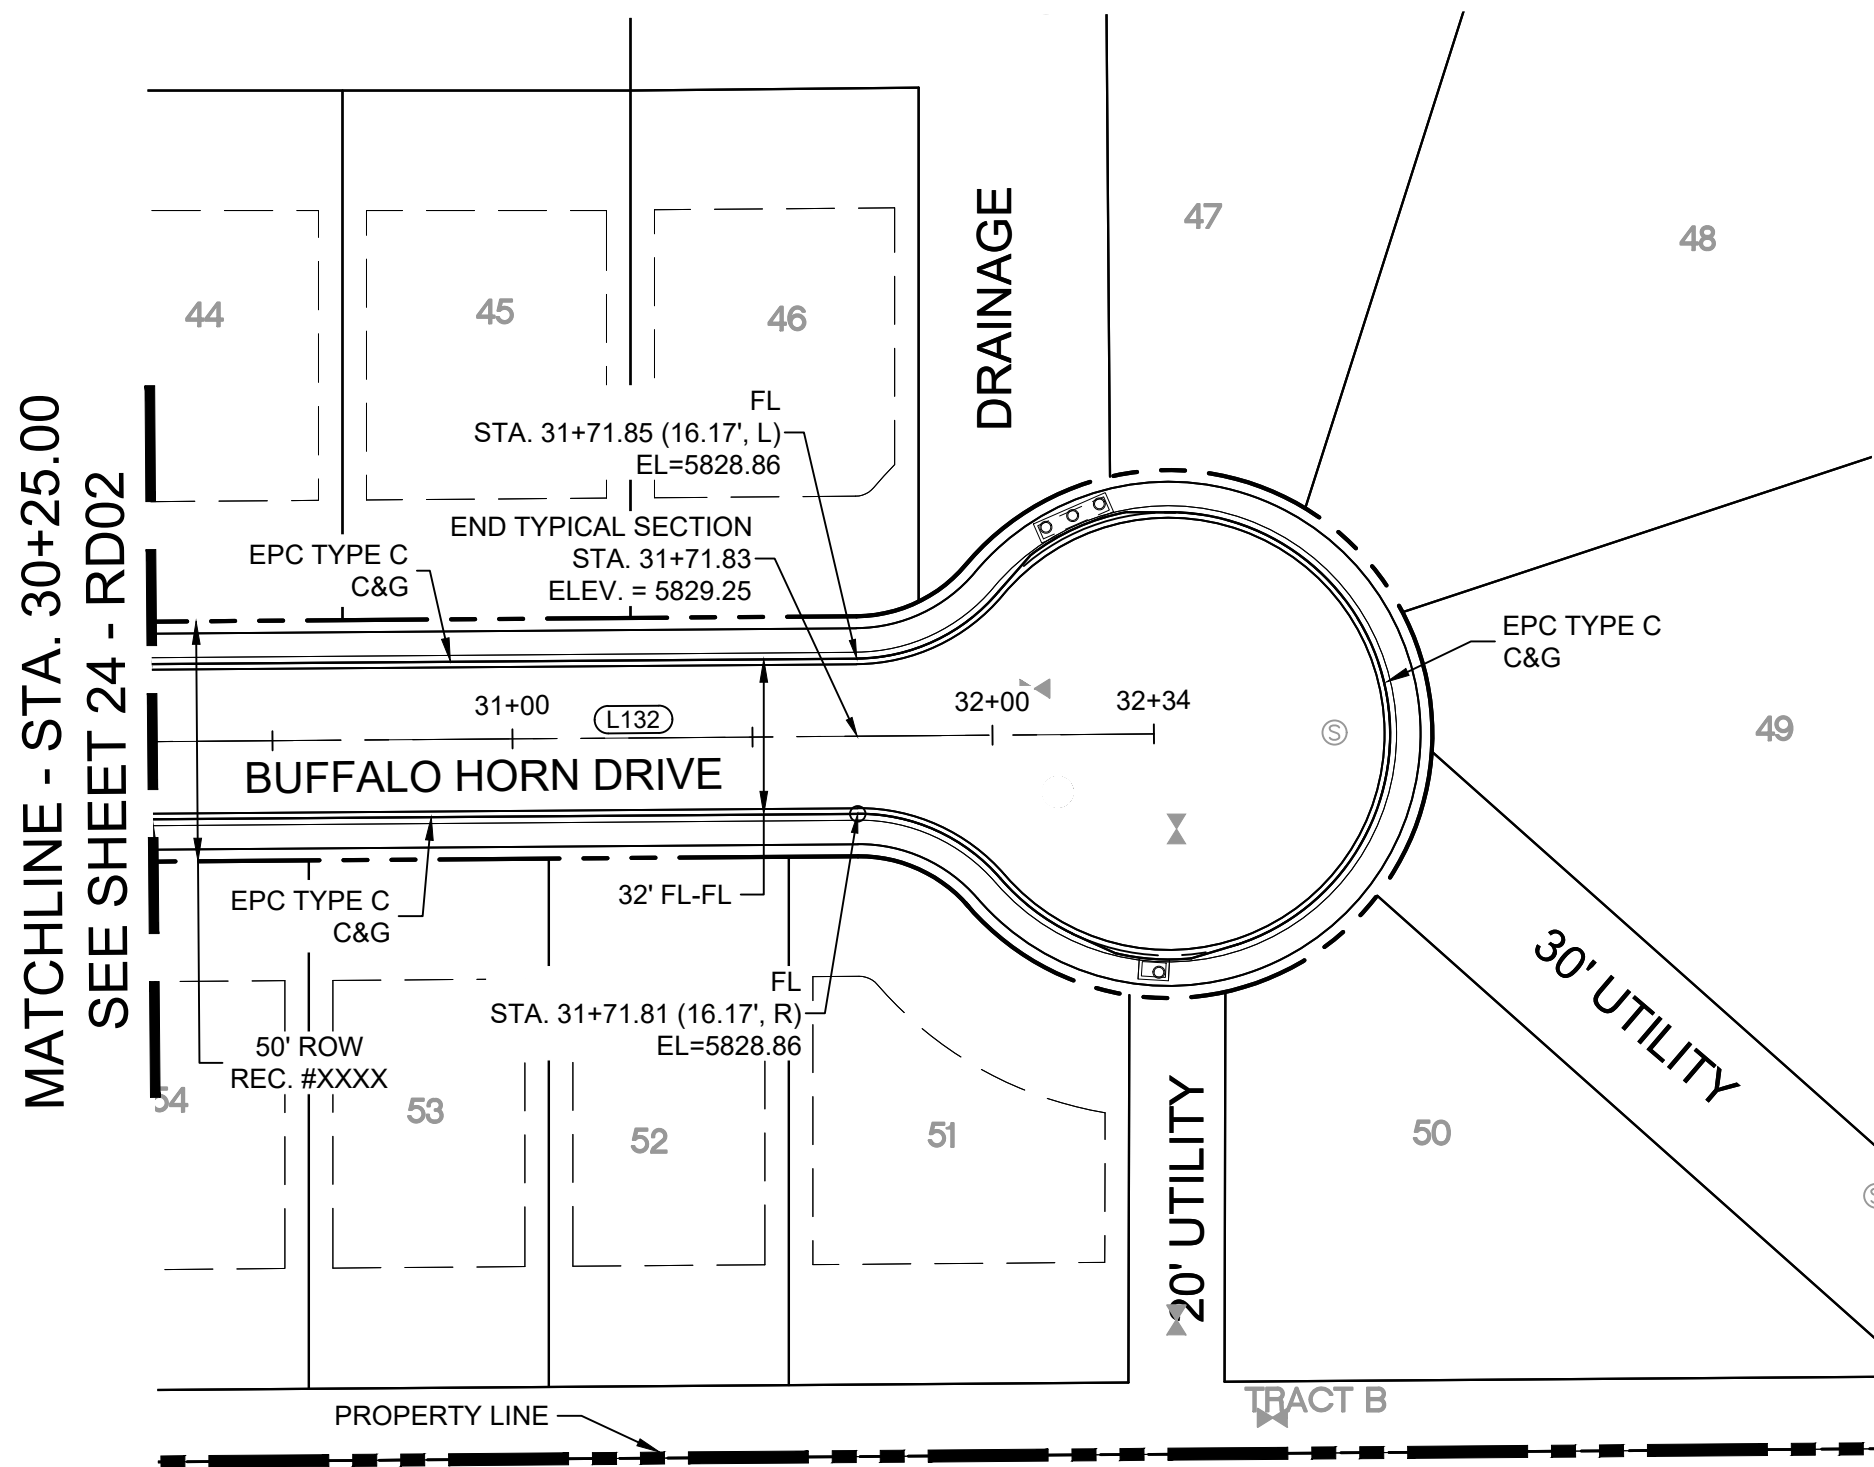 MATCHLINE - STA. 30+25.00
SEE SHEET 24 - RD02
44
45
46
47
48
DRAINAGE
FL
STA. 31+71.85 (16.17', L)
EL=5828.86
END TYPICAL SECTION
STA. 31+71.83
ELEV. = 5829.25
EPC TYPE C
C&G
EPC TYPE C
C&G
31+00
L132
32+00
32+34
S
49
BUFFALO HORN DRIVE
EPC TYPE C
C&G
32' FL-FL
FL
STA. 31+71.81 (16.17', R)
EL=5828.86
50' ROW
REC. #XXXX
54
53
52
51
50
30' UTILITY
20' UTILITY
S
TRACT B
PROPERTY LINE